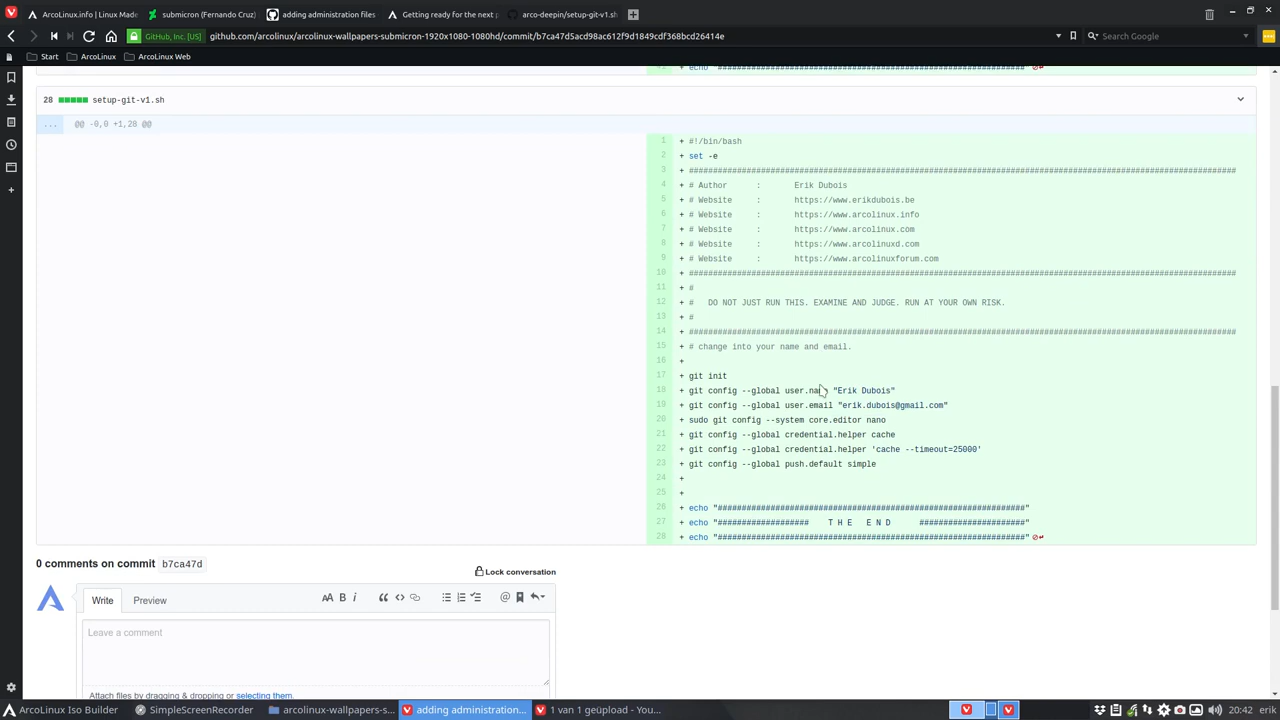 ArcoLinux.info | Linux Made
submicron (Fernando Cruz)
adding administration files
Getting ready for the next p
arco-deepin/setup-git-v1.sh
GitHub, Inc. [US]
github.com/arcolinux/arcolinux-wallpapers-submicron-1920x1080-1080hd/commit/b7ca47d5acd98ac612f9d1849cdf368bcd26414e
Search Google
Start
ArcoLinux
ArcoLinux Web
28 setup-git-v1.sh
... @@ -0,0 +1,28 @@
1 + #!/bin/bash
2 + set -e
3 + ##################################################################################################################
4 + # Author : Erik Dubois
5 + # Website : https://www.erikdubois.be
6 + # Website : https://www.arcolinux.info
7 + # Website : https://www.arcolinux.com
8 + # Website : https://www.arcolinuxd.com
9 + # Website : https://www.arcolinuxforum.com
10 + ##################################################################################################################
11 + #
12 + # DO NOT JUST RUN THIS. EXAMINE AND JUDGE. RUN AT YOUR OWN RISK.
13 + #
14 + ##################################################################################################################
15 + # change into your name and email.
16 +
17 + git init
18 + git config --global user.name "Erik Dubois"
19 + git config --global user.email "erik.dubois@gmail.com"
20 + sudo git config --system core.editor nano
21 + git config --global credential.helper cache
22 + git config --global credential.helper 'cache --timeout=25000'
23 + git config --global push.default simple
24 +
25 +
26 + echo "################################################################"
27 + echo "################### T H E E N D ######################"
28 + echo "################################################################"
0 comments on commit b7ca47d
Lock conversation
Write
Preview
Leave a comment
Attach files by dragging & dropping or selecting them.
ArcoLinux Iso Builder
SimpleScreenRecorder
arcolinux-wallpapers-s...
adding administration...
1 van 1 geüpload - You...
20:42
erik